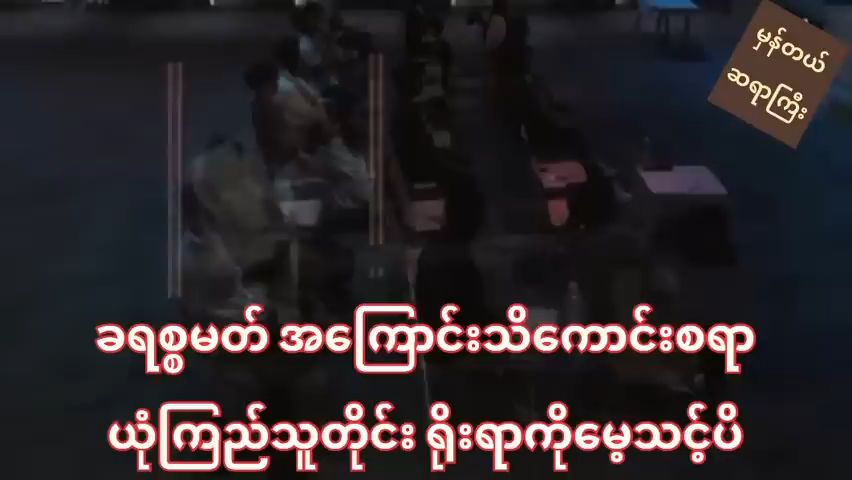 မှန်တယ်
ဆရာကြီး
ခရစ္စမတ် အကြောင်းသိကောင်းစရာ
ယုံကြည်သူတိုင်း ရိုးရာကိုမေ့သင့်ပိ